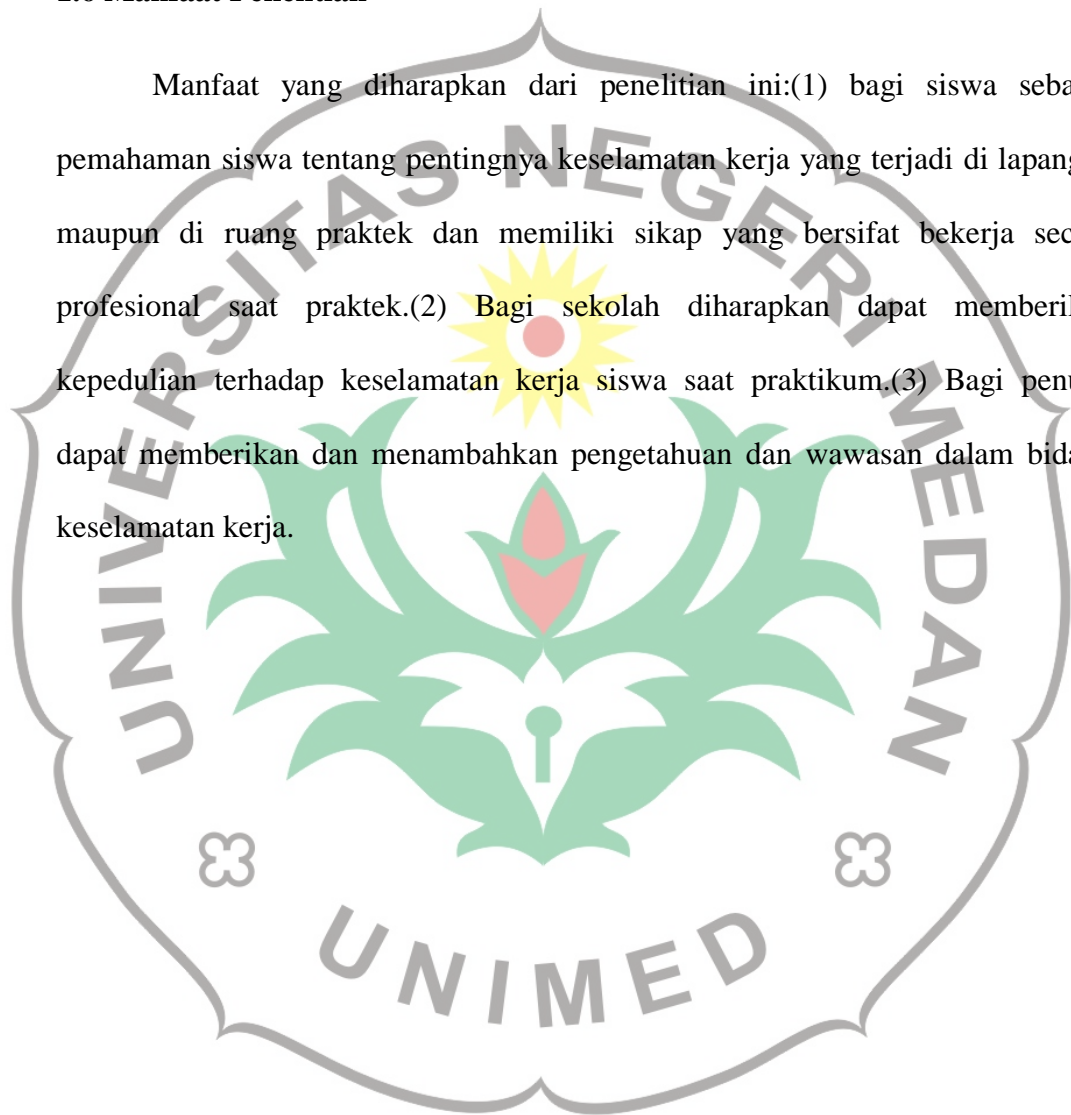 Manfaat yang diharapkan dari penelitian ini:(1) bagi siswa seba
pemahaman siswa tentang pentingnya keselamatan kerja yang terjadi di lapang
maupun di ruang praktek dan memiliki sikap yang bersifat bekerja sec
profesional saat praktek.(2) Bagi sekolah diharapkan dapat memberil
kepedulian terhadap keselamatan kerja siswa saat praktikum.(3) Bagi penu
dapat memberikan dan menambahkan pengetahuan dan wawasan dalam bida
keselamatan kerja.
UNIVERSITAS NEGERI MEDAN
UNIMED